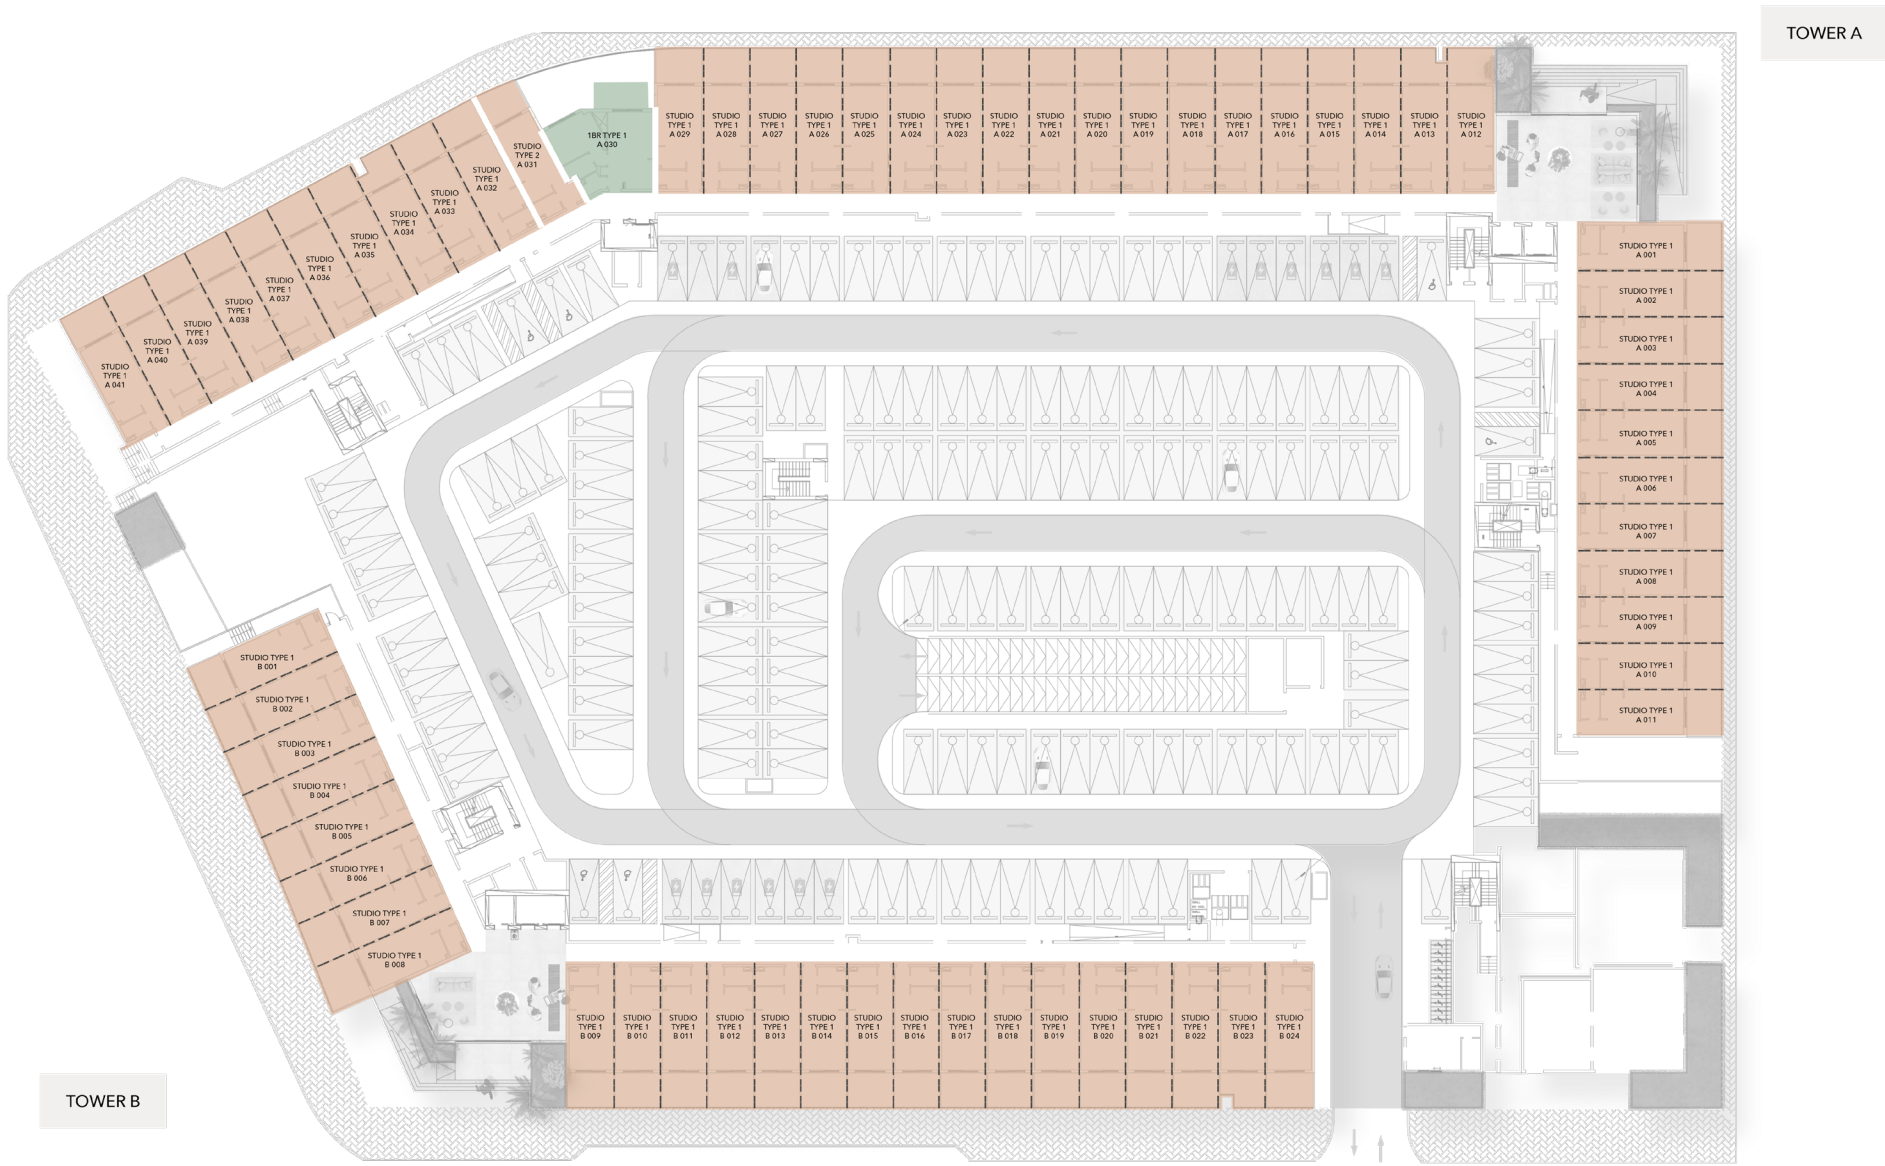 TOWER A
STUDIO
TYPE 1
A 029
STUDIO
TYPE 1
A 028
STUDIO
TYPE 1
A 027
STUDIO
TYPE 1
A 026
STUDIO
TYPE 1
A 025
STUDIO
TYPE 1
A 024
STUDIO
TYPE 1
A 023
STUDIO
TYPE 1
A 022
STUDIO
TYPE 1
A 021
STUDIO
TYPE 1
A 020
STUDIO
TYPE 1
A 019
STUDIO
TYPE 1
A 018
STUDIO
TYPE 1
A 017
STUDIO
TYPE 1
A 016
STUDIO
TYPE 1
A 015
STUDIO
TYPE 1
A 014
STUDIO
TYPE 1
A 013
STUDIO
TYPE 1
A 012
1BR TYPE 1
A 030
STUDIO
TYPE 2
A 031
STUDIO
TYPE 1
A 032
STUDIO
TYPE 1
A 033
STUDIO
TYPE 1
A 034
STUDIO
TYPE 1
A 035
STUDIO
TYPE 1
A 036
STUDIO
TYPE 1
A 037
STUDIO
TYPE 1
A 038
STUDIO
TYPE 1
A 039
STUDIO
TYPE 1
A 040
STUDIO
TYPE 1
A 041
STUDIO TYPE 1
A 001
STUDIO TYPE 1
A 002
STUDIO TYPE 1
A 003
STUDIO TYPE 1
A 004
STUDIO TYPE 1
A 005
STUDIO TYPE 1
A 006
STUDIO TYPE 1
A 007
STUDIO TYPE 1
A 008
STUDIO TYPE 1
A 009
STUDIO TYPE 1
A 010
STUDIO TYPE 1
A 011
STUDIO TYPE 1
B 001
STUDIO TYPE 1
B 002
STUDIO TYPE 1
B 003
STUDIO TYPE 1
B 004
STUDIO TYPE 1
B 005
STUDIO TYPE 1
B 006
STUDIO TYPE 1
B 007
STUDIO TYPE 1
B 008
STUDIO
TYPE 1
B 009
STUDIO
TYPE 1
B 010
STUDIO
TYPE 1
B 011
STUDIO
TYPE 1
B 012
STUDIO
TYPE 1
B 013
STUDIO
TYPE 1
B 014
STUDIO
TYPE 1
B 015
STUDIO
TYPE 1
B 016
STUDIO
TYPE 1
B 017
STUDIO
TYPE 1
B 018
STUDIO
TYPE 1
B 019
STUDIO
TYPE 1
B 020
STUDIO
TYPE 1
B 021
STUDIO
TYPE 1
B 022
STUDIO
TYPE 1
B 023
STUDIO
TYPE 1
B 024
TOWER B